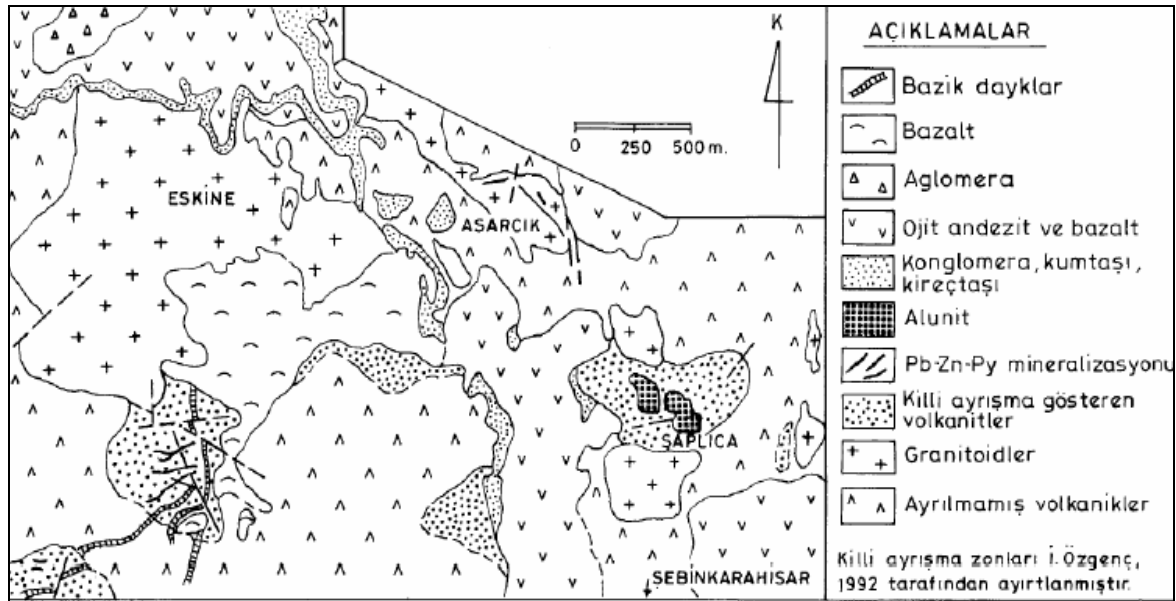 K
0 250 500 m.
ESKİNE
ASARCIK
ŞAPLICA
ŞEBİNKARAHİSAR
AÇIKLAMALAR
Bazik dayklar
Bazalt
Aglomera
Ojit andezit ve bazalt
Konglomera, kumtaşı,
kireçtaşı
Alunit
Pb-Zn-Py mineralizasyonu
Killi ayrışma gösteren
volkanitler
Granitoidler
Ayrılmamış volkanikler
Killi ayrışma zonları İ.Özgenç,
1992 tarafından ayırtlanmıştır.